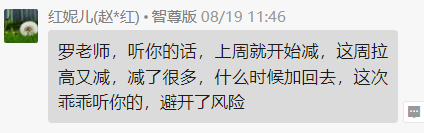 红妮儿(赵*红) • 智尊版 08/19 11:46
罗老师，听你的话，上周就开始减，这周拉
高又减，减了很多，什么时候加回去，这次
乖乖听你的，避开了风险